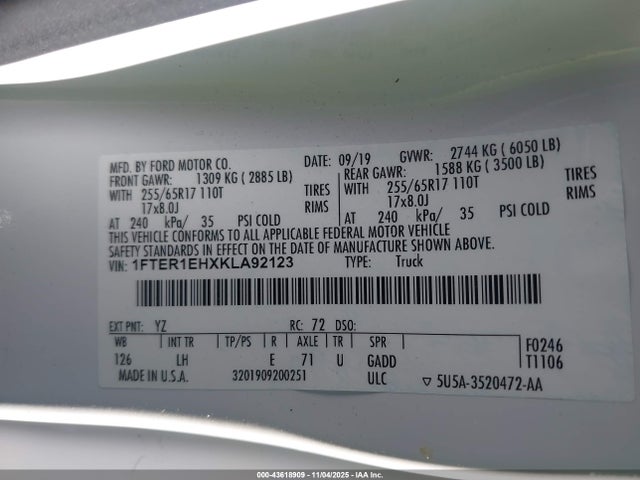 MFD. BY FORD MOTOR CO. DATE: 09/19 GVWR: 2744 KG ( 6050 LB)
FRONT GAWR: 1309 KG ( 2885 LB) REAR GAWR: 1588 KG ( 3500 LB)
WITH 255/65R17 110T TIRES WITH 255/65R17 110T TIRES
17x8.0J RIMS 17x8.0J RIMS
AT 240 kPa/ 35 PSI COLD AT 240 kPa/ 35 PSI COLD
THIS VEHICLE CONFORMS TO ALL APPLICABLE FEDERAL MOTOR VEHICLE
SAFETY STANDARDS IN EFFECT ON THE DATE OF MANUFACTURE SHOWN ABOVE.
VIN: 1FTER1EHXKLA92123 TYPE: Truck
EXT PNT: YZ RC: 72 DSO:
WB INT TR TP/PS R AXLE TR SPR F0246
126 LH E 71 U GADD T1106
MADE IN U.S.A. 3201909200251 ULC ▽ 5U5A-3520472-AA
000-43618909 - 11/04/2025 - IAA Inc.